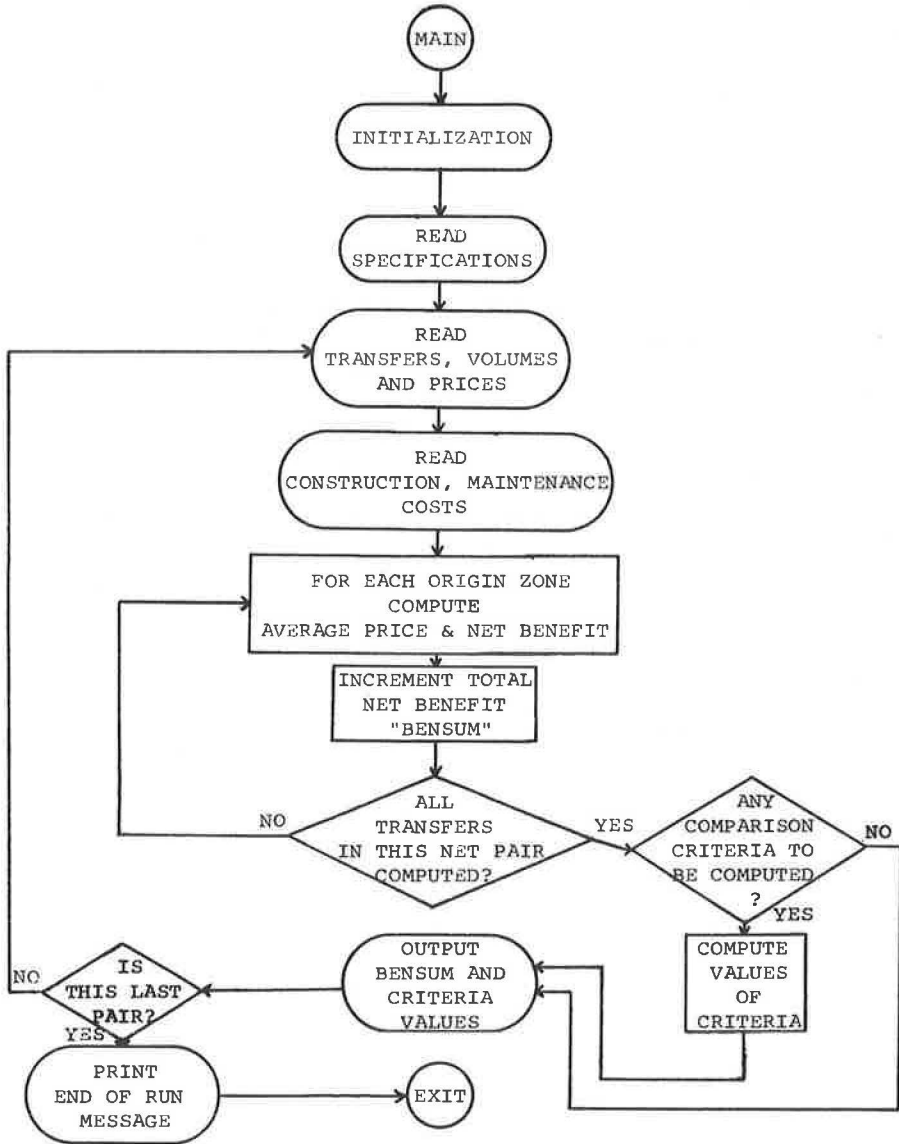 MAIN
INITIALIZATION
READ
SPECIFICATIONS
READ
TRANSFERS, VOLUMES
AND PRICES
READ
CONSTRUCTION, MAINTENANCE
COSTS
FOR EACH ORIGIN ZONE
COMPUTE
AVERAGE PRICE & NET BENEFIT
INCREMENT TOTAL
NET BENEFIT
"BENSUM"
ALL
TRANSFERS
IN THIS NET PAIR
COMPUTED?
NO
YES
ANY
COMPARISON
CRITERIA TO
BE COMPUTED
?
NO
YES
COMPUTE
VALUES
OF
CRITERIA
OUTPUT
BENSUM AND
CRITERIA
VALUES
IS
THIS LAST
PAIR?
NO
YES
PRINT
END OF RUN
MESSAGE
EXIT